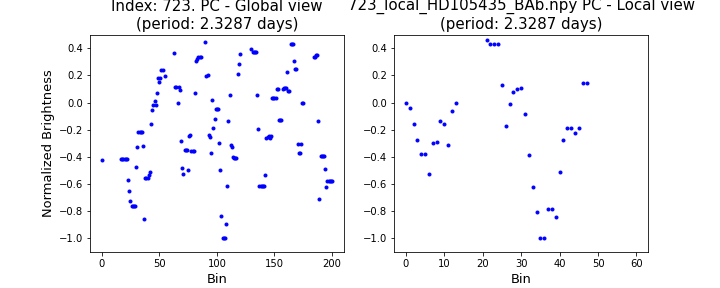 Index: 723. PC - Global view
(period: 2.3287 days)
723_local_HD105435_BAb.npy PC - Local view
(period: 2.3287 days)
Normalized Brightness
0.4
0.2
0.0
−0.2
−0.4
−0.6
−0.8
−1.0
0 50 100 150 200
Bin
0.4
0.2
0.0
−0.2
−0.4
−0.6
−0.8
−1.0
0 10 20 30 40 50 60
Bin